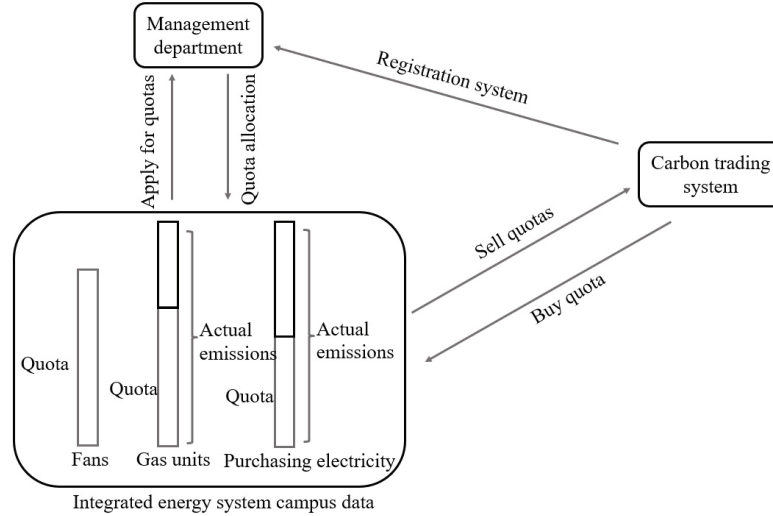 Management
department
Registration system
Apply for quotas
Quota allocation
Carbon trading
system
Sell quotas
Buy quota
Quota
Quota
Actual
emissions
Quota
Actual
emissions
Fans
Gas units
Purchasing electricity
Integrated energy system campus data